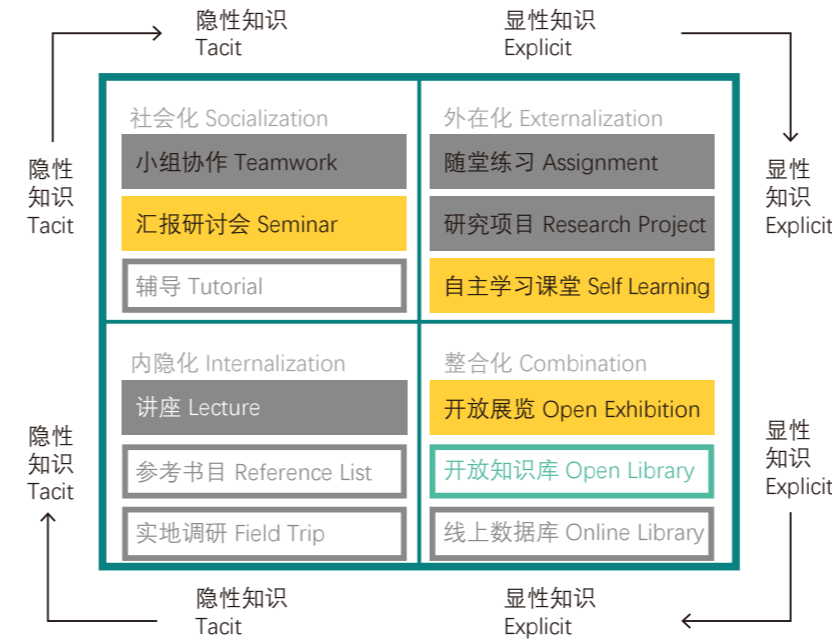 隐性知识
Tacit
显性知识
Explicit
隐性
知识
Tacit
社会化 Socialization
小组协作 Teamwork
汇报研讨会 Seminar
辅导 Tutorial
外在化 Externalization
随堂练习 Assignment
研究项目 Research Project
自主学习课堂 Self Learning
显性
知识
Explicit
隐性
知识
Tacit
内隐化 Internalization
讲座 Lecture
参考书目 Reference List
实地调研 Field Trip
整合化 Combination
开放展览 Open Exhibition
开放知识库 Open Library
线上数据库 Online Library
显性
知识
Explicit
隐性知识
Tacit
显性知识
Explicit